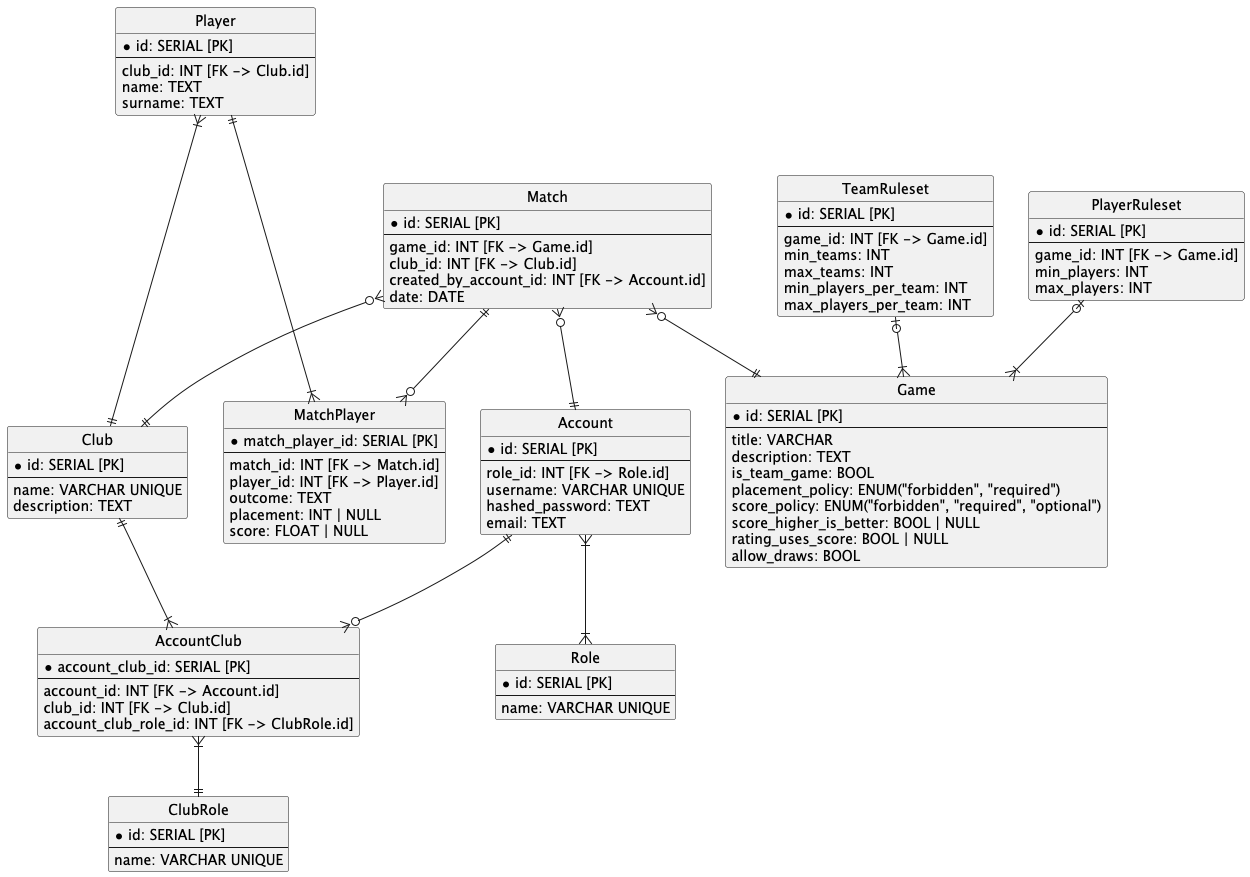 Player
* id: SERIAL [PK]
club_id: INT [FK -> Club.id]
name: TEXT
surname: TEXT
Match
* id: SERIAL [PK]
game_id: INT [FK -> Game.id]
club_id: INT [FK -> Club.id]
created_by_account_id: INT [FK -> Account.id]
date: DATE
TeamRuleset
* id: SERIAL [PK]
game_id: INT [FK -> Game.id]
min_teams: INT
max_teams: INT
min_players_per_team: INT
max_players_per_team: INT
PlayerRuleset
* id: SERIAL [PK]
game_id: INT [FK -> Game.id]
min_players: INT
max_players: INT
Club
* id: SERIAL [PK]
name: VARCHAR UNIQUE
description: TEXT
MatchPlayer
* match_player_id: SERIAL [PK]
match_id: INT [FK -> Match.id]
player_id: INT [FK -> Player.id]
outcome: TEXT
placement: INT | NULL
score: FLOAT | NULL
Account
* id: SERIAL [PK]
role_id: INT [FK -> Role.id]
username: VARCHAR UNIQUE
hashed_password: TEXT
email: TEXT
Game
* id: SERIAL [PK]
title: VARCHAR
description: TEXT
is_team_game: BOOL
placement_policy: ENUM("forbidden", "required")
score_policy: ENUM("forbidden", "required", "optional")
score_higher_is_better: BOOL | NULL
rating_uses_score: BOOL | NULL
allow_draws: BOOL
AccountClub
* account_club_id: SERIAL [PK]
account_id: INT [FK -> Account.id]
club_id: INT [FK -> Club.id]
account_club_role_id: INT [FK -> ClubRole.id]
Role
* id: SERIAL [PK]
name: VARCHAR UNIQUE
ClubRole
* id: SERIAL [PK]
name: VARCHAR UNIQUE